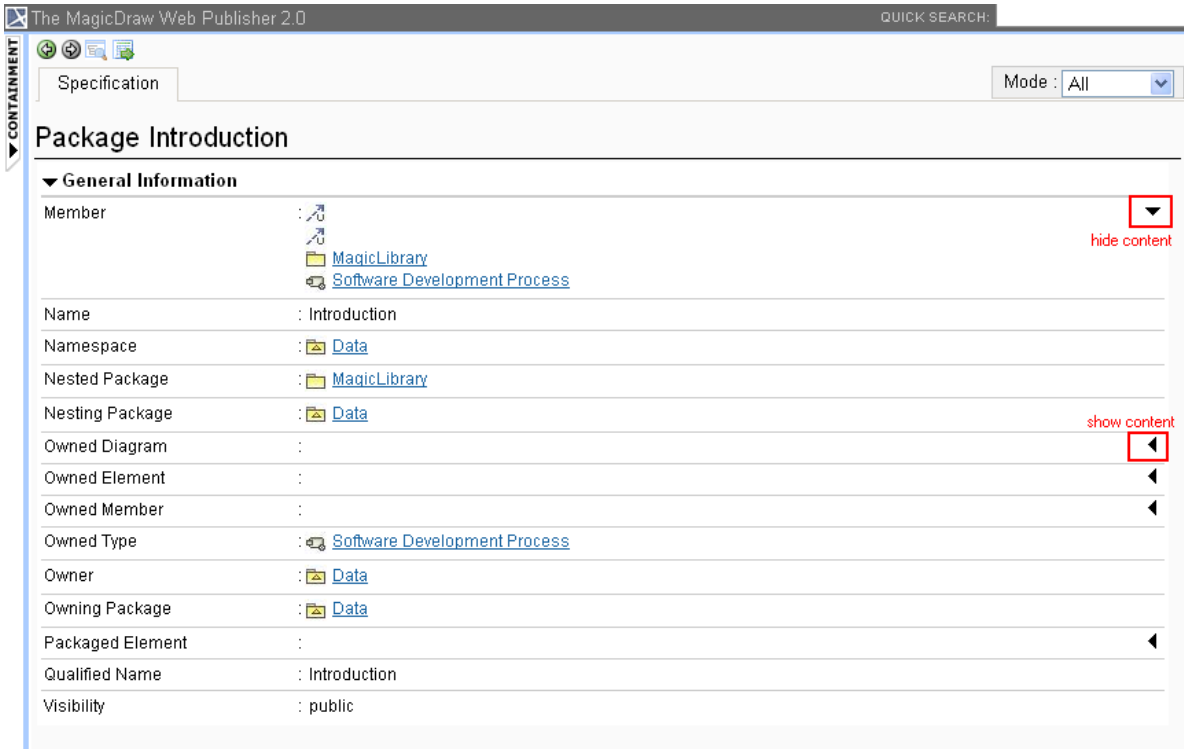 The MagicDraw Web Publisher 2.0 QUICK SEARCH:
CONTAINMENT
Specification Mode : All
Package Introduction
General Information
Member :
hide content
MagicLibrary
Software Development Process
Name : Introduction
Namespace : Data
Nested Package : MagicLibrary
Nesting Package : Data
show content
Owned Diagram :
Owned Element :
Owned Member :
Owned Type : Software Development Process
Owner : Data
Owning Package : Data
Packaged Element :
Qualified Name : Introduction
Visibility : public